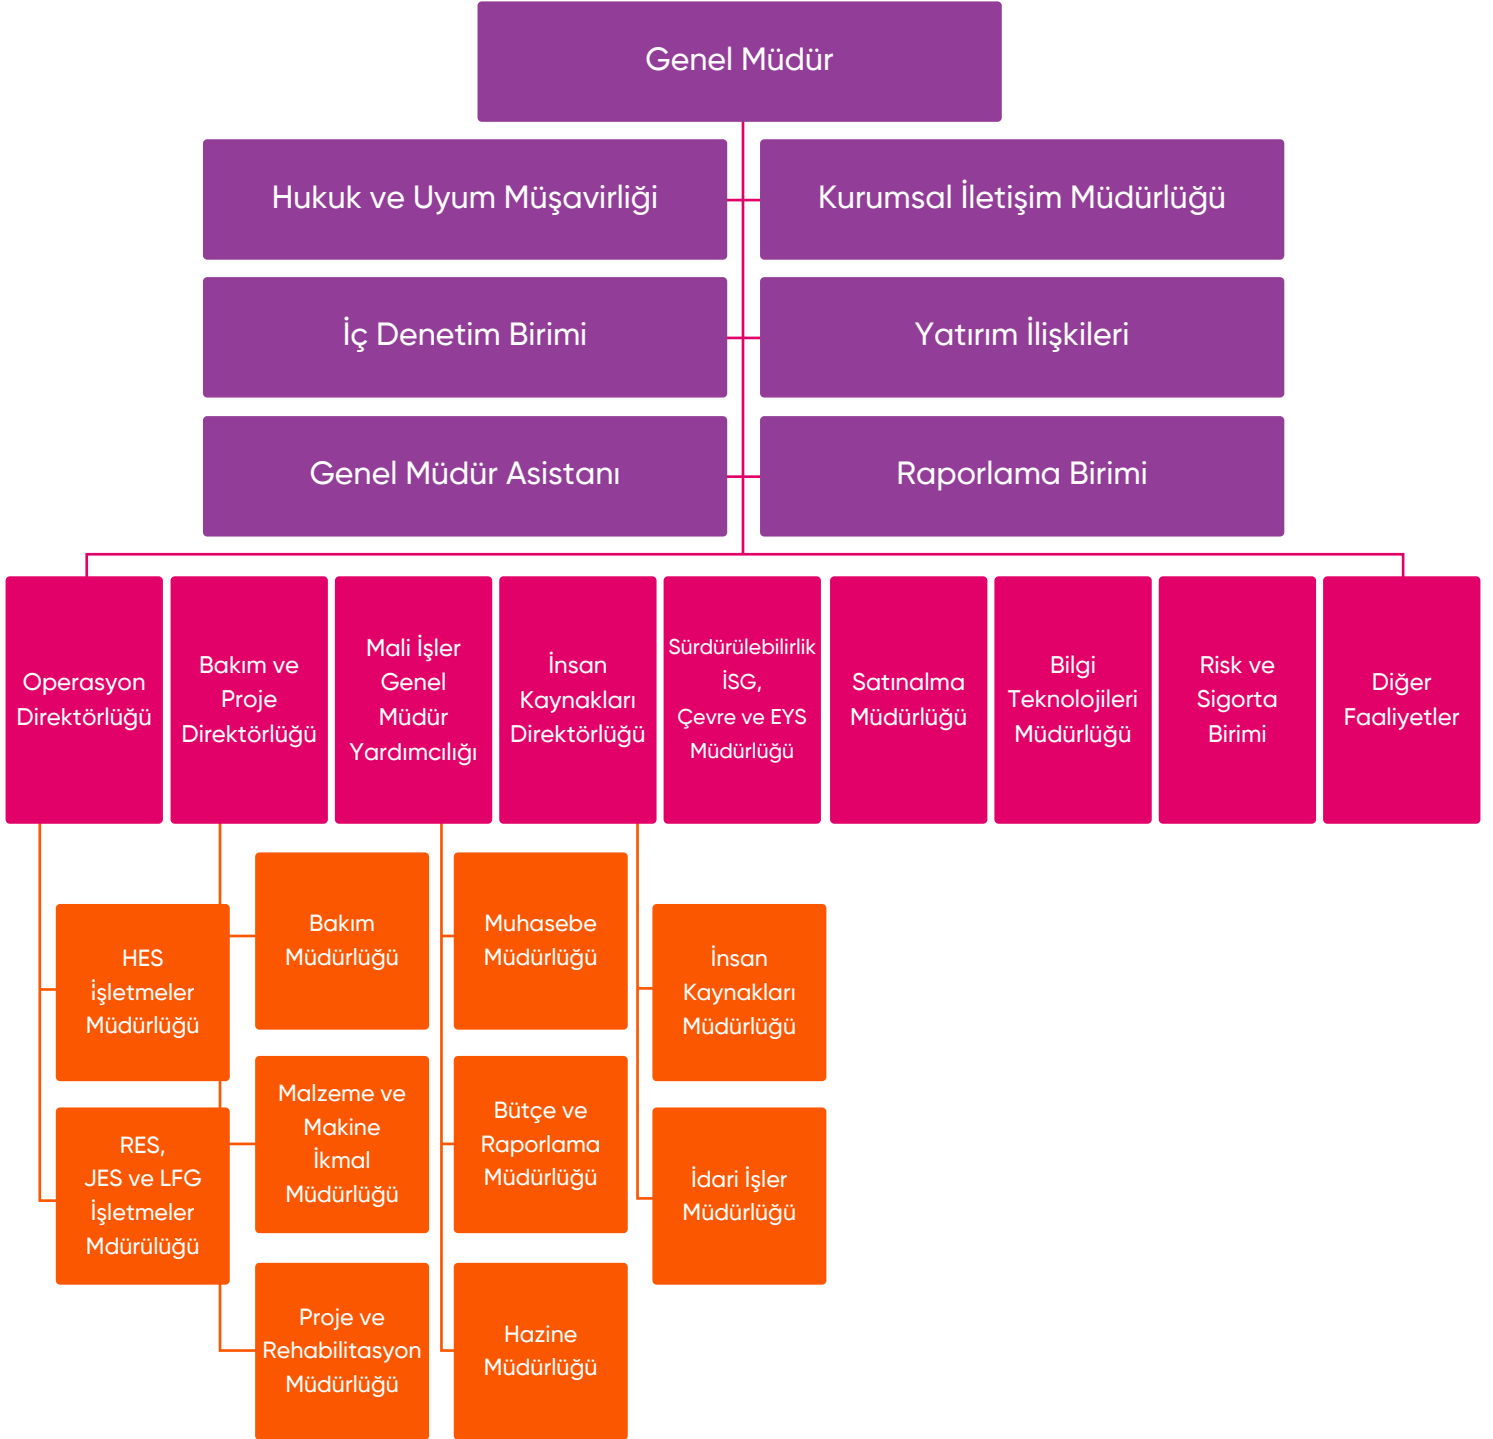 Genel Müdür
Hukuk ve Uyum Müşavirliği
Kurumsal İletişim Müdürlüğü
İç Denetim Birimi
Yatırım İlişkileri
Genel Müdür Asistanı
Raporlama Birimi
Operasyon
Direktörlüğü
Bakım ve
Proje
Direktörlüğü
Mali İşler
Genel
Müdür
Yardımcılığı
İnsan
Kaynakları
Direktörlüğü
Sürdürülebilirlik
İSG,
Çevre ve EYS
Müdürlüğü
Satınalma
Müdürlüğü
Bilgi
Teknolojileri
Müdürlüğü
Risk ve
Sigorta
Birimi
Diğer
Faaliyetler
HES
işletmeler
Müdürlüğü
RES,
JES ve LFG
İşletmeler
Mdürülüğü
Bakım
Müdürlüğü
Malzeme ve
Makine
İkmal
Müdürlüğü
Proje ve
Rehabilitasyon
Müdürlüğü
Muhasebe
Müdürlüğü
Bütçe ve
Raporlama
Müdürlüğü
Hazine
Müdürlüğü
İnsan
Kaynakları
Müdürlüğü
İdari İşler
Müdürlüğü